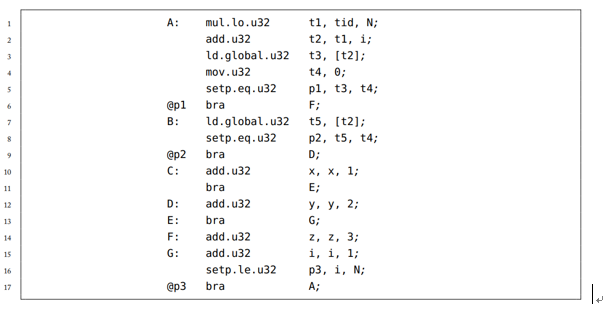 1 A: mul.lo.u32 t1, tid, N;
2 add.u32 t2, t1, i;
3 ld.global.u32 t3, [t2];
4 mov.u32 t4, 0;
5 setp.eq.u32 p1, t3, t4;
6 @p1 bra F;
7 B: ld.global.u32 t5, [t2];
8 setp.eq.u32 p2, t5, t4;
9 @p2 bra D;
10 C: add.u32 x, x, 1;
11 bra E;
12 D: add.u32 y, y, 2;
13 E: bra G;
14 F: add.u32 z, z, 3;
15 G: add.u32 i, i, 1;
16 setp.le.u32 p3, i, N;
17 @p3 bra A;